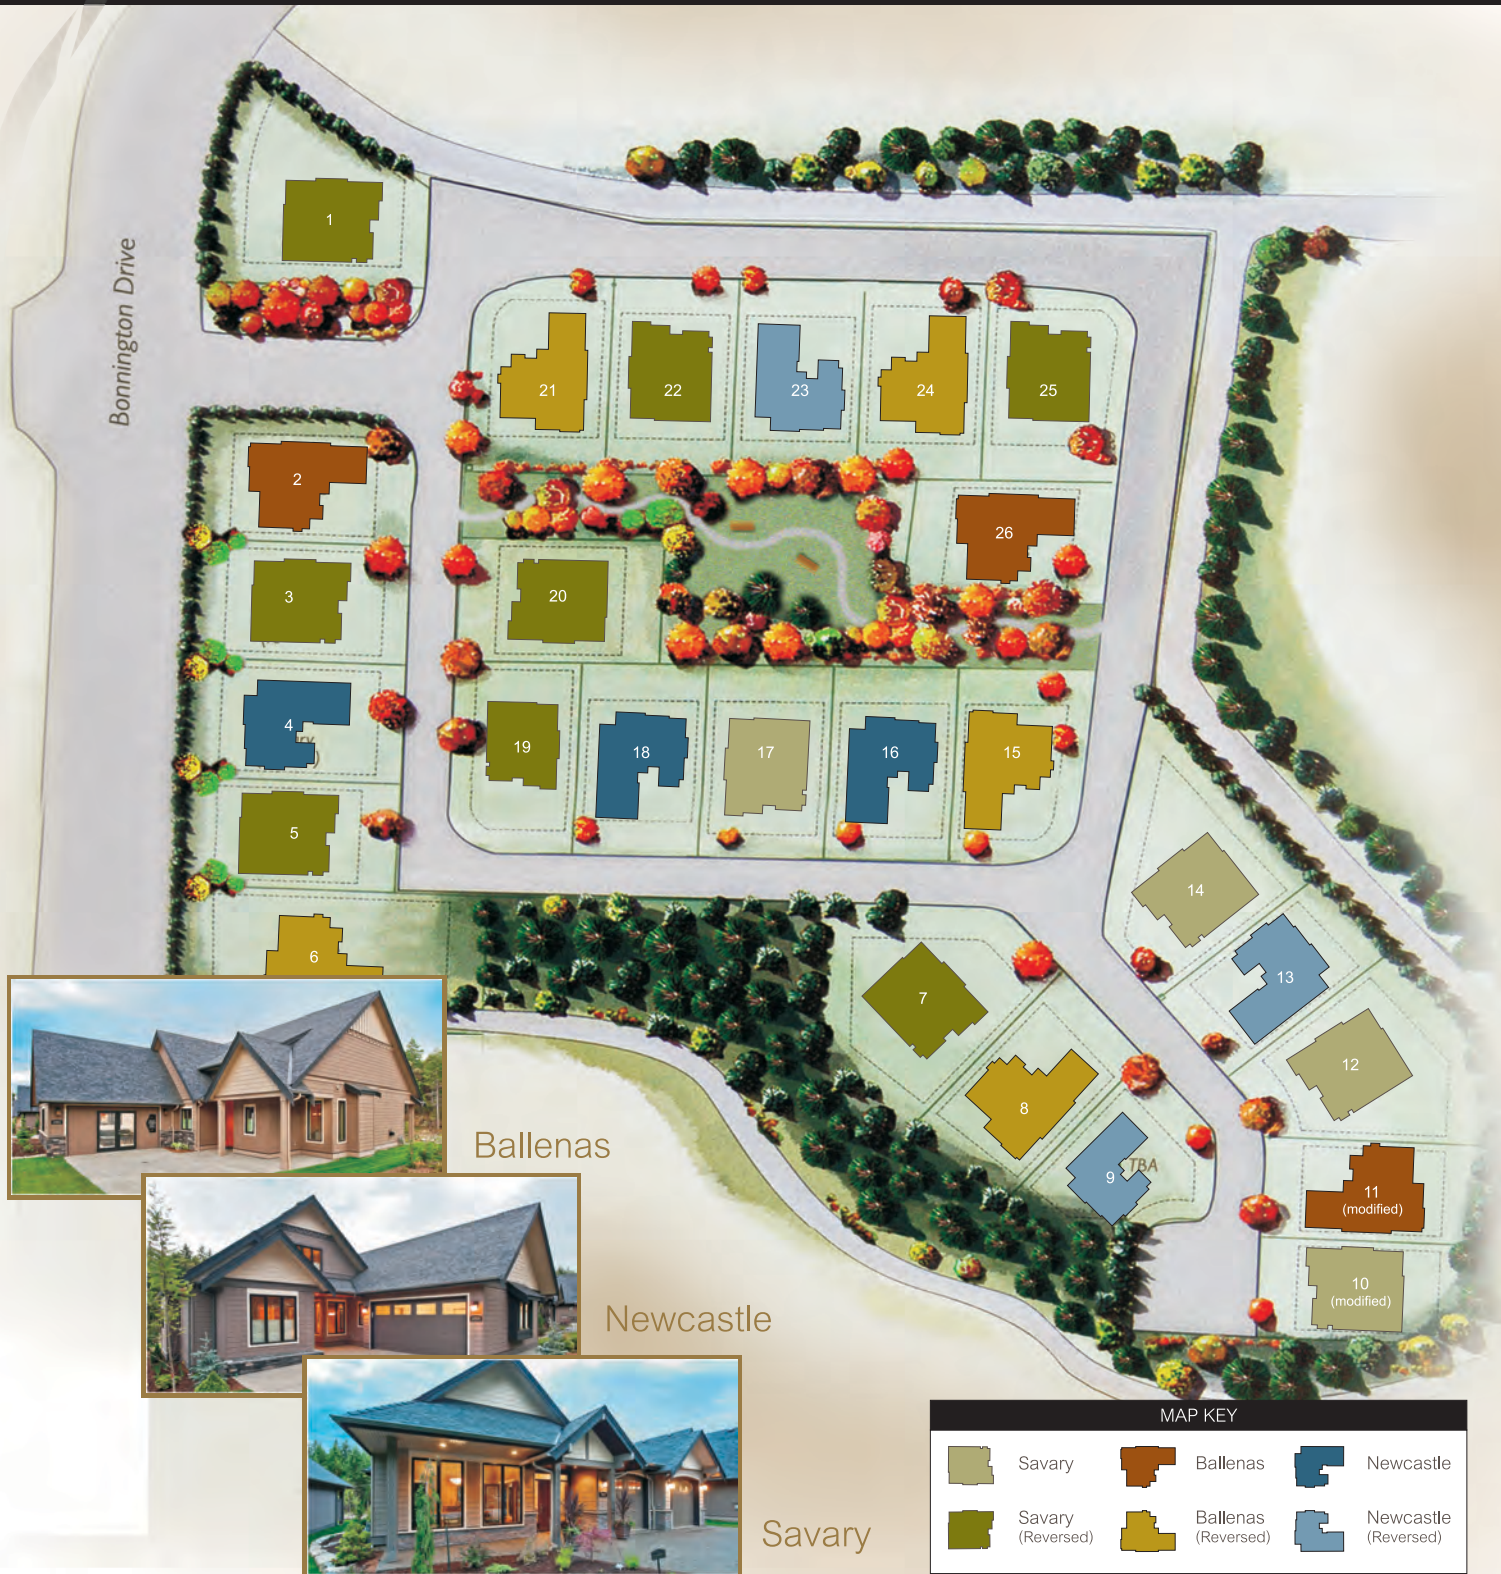 Bonnington Drive
1
21
22
23
24
25
2
26
3
20
4
19
18
17
16
15
5
6
14
13
7
12
8
9
TBA
11
(modified)
10
(modified)
Ballenas
Newcastle
Savary
MAP KEY
Savary
Ballenas
Newcastle
Savary
(Reversed)
Ballenas
(Reversed)
Newcastle
(Reversed)